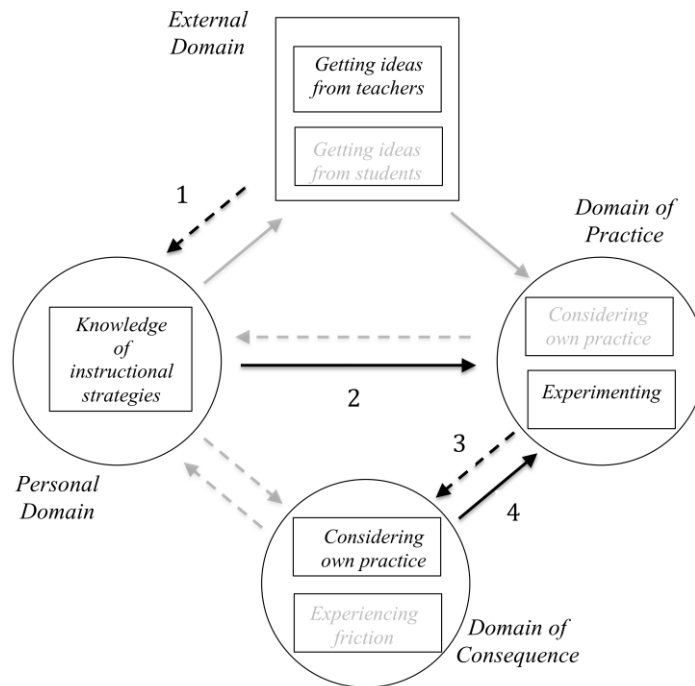 External
Domain
Getting ideas
from teachers
Getting ideas
from students
1
Domain of
Practice
Considering
own practice
Experimenting
Knowledge
of
instructional
strategies
2
Personal
Domain
3
4
Considering
own practice
Experiencing
friction
Domain of
Consequence